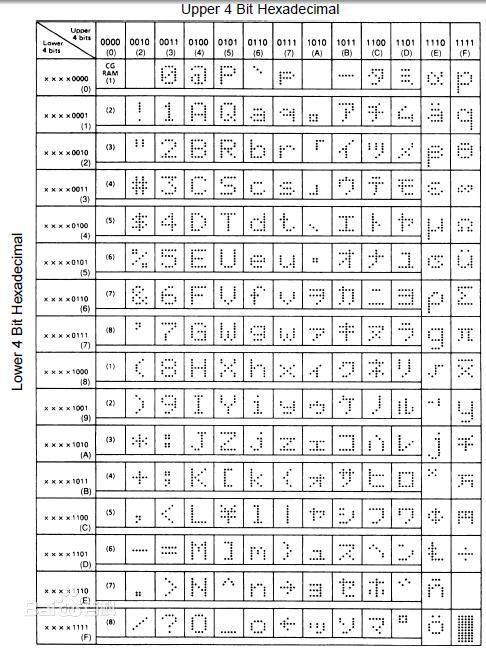 Upper 4 Bit Hexadecimal
Lower 4 Bit Hexadecimal
Upper 4 bits
Lower 4 bits
0000 (0) 0010 (2) 0011 (3) 0100 (4) 0101 (5) 0110 (6) 0111 (7) 1010 (A) 1011 (B) 1100 (C) 1101 (D) 1110 (E) 1111 (F)
××××0000 (0) CG RAM (1) 0 @ P ` p ー タ ミ α p
××××0001 (1) (2) ! 1 A Q a q 。 ア チ ム ä q
××××0010 (2) (3) " 2 B R b r 「 イ ツ メ β θ
××××0011 (3) (4) # 3 C S c s 」 ウ テ モ ε ∞
××××0100 (4) (5) $ 4 D T d t 、 エ ト ヤ μ Ω
××××0101 (5) (6) % 5 E U e u ・ オ ナ ユ σ ü
××××0110 (6) (7) & 6 F V f v ヲ カ ニ ヨ ρ Σ
××××0111 (7) (8) ' 7 G W g w ァ キ ヌ ラ g π
××××1000 (8) (1) ( 8 H X h x ィ ク ネ リ √ x̄
××××1001 (9) (2) ) 9 I Y i y ゥ ケ ノ ル ⁻¹ y
××××1010 (A) (3) * : J Z j z ェ コ ハ レ j 千
××××1011 (B) (4) + ; K [ k { ォ サ ヒ ロ ˣ 万
××××1100 (C) (5) , < L ¥ l | ャ シ フ ワ ¢ 円
××××1101 (D) (6) - = M ] m } ュ ス ヘ ン £ ÷
××××1110 (E) (7) . > N ^ n → ョ セ ホ ゛ ñ
××××1111 (F) (8) / ? O _ o ← ッ ソ マ ゜ ö █